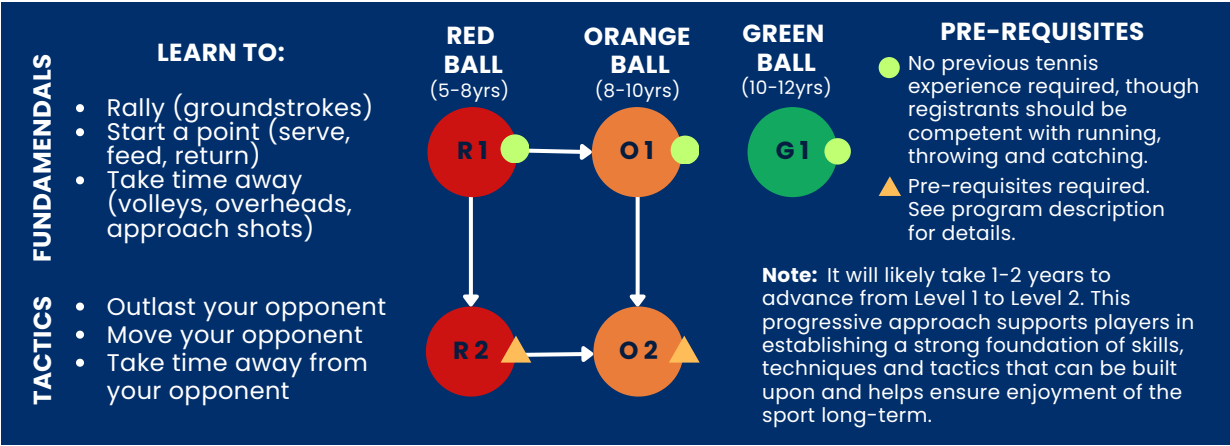 FUNDAMENDALS
LEARN TO:
• Rally (groundstrokes)
• Start a point (serve,
feed, return)
• Take time away
(volleys, overheads,
approach shots)
TACTICS
• Outlast your opponent
• Move your opponent
• Take time away from
your opponent
RED
BALL
(5-8yrs)
ORANGE
BALL
(8-10yrs)
GREEN
BALL
(10-12yrs)
R 1
O 1
G 1
R 2
O 2
PRE-REQUISITES
No previous tennis
experience required, though
registrants should be
competent with running,
throwing and catching.
Pre-requisites required.
See program description
for details.
Note: It will likely take 1-2 years to
advance from Level 1 to Level 2. This
progressive approach supports players in
establishing a strong foundation of skills,
techniques and tactics that can be built
upon and helps ensure enjoyment of the
sport long-term.